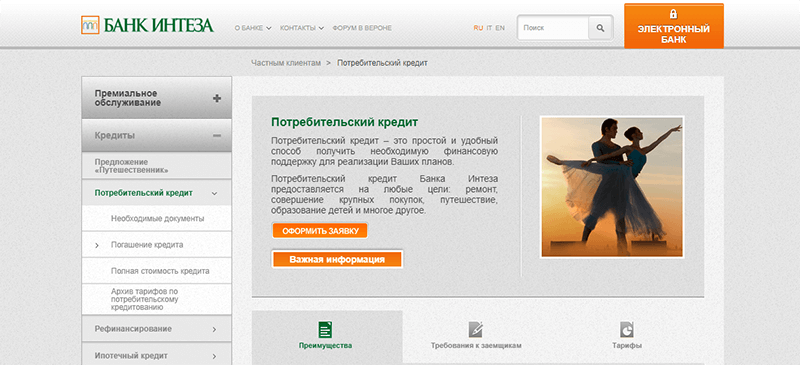 БАНК ИНТЕЗА
О БАНКЕ КОНТАКТЫ ФОРУМ В ВЕРОНЕ
RU IT EN
Поиск
ЭЛЕКТРОННЫЙ
БАНК
Частным клиентам > Потребительский кредит
Премиальное
обслуживание
Кредиты
Предложение
«Путешественник»
Потребительский кредит
Необходимые документы
Погашение кредита
Полная стоимость кредита
Архив тарифов по
потребительскому
кредитованию
Рефинансирование
Ипотечный кредит
Потребительский кредит
Потребительский кредит – это простой и удобный
способ получить необходимую финансовую
поддержку для реализации Ваших планов.
Потребительский кредит Банка Интеза
предоставляется на любые цели: ремонт,
совершение крупных покупок, путешествие,
образование детей и многое другое.
ОФОРМИТЬ ЗАЯВКУ
Важная информация
Преимущества
Требования к заемщикам
Тарифы